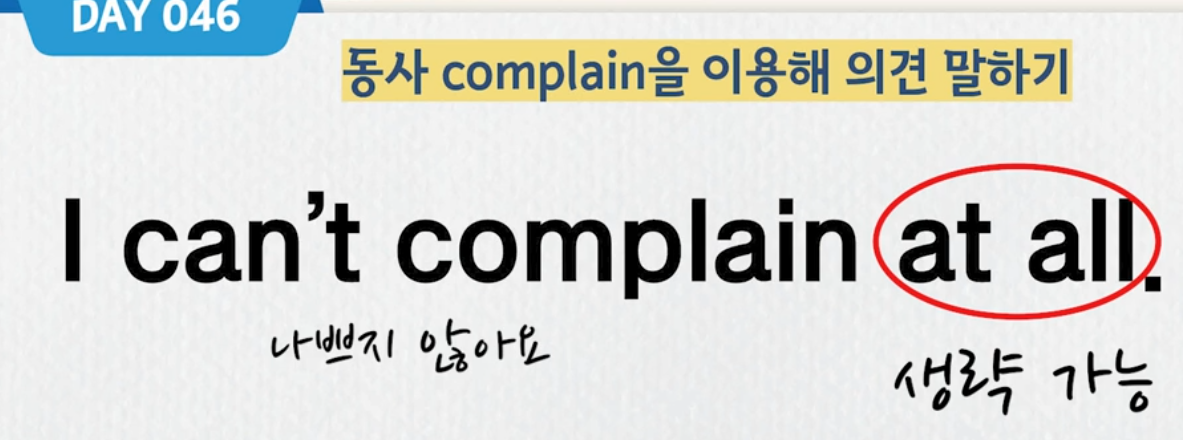 DAY 046
동사 complain을 이용해 의견 말하기
I can't complain at all.
나쁘지 않아요
생략 가능